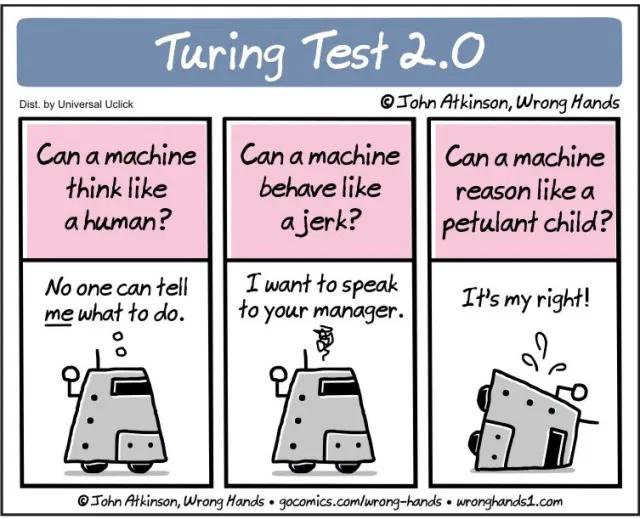 Turing Test 2.0
Dist. by Universal Uclick
© John Atkinson, Wrong Hands
Can a machine
think like
a human?
No one can tell
me what to do.
Can a machine
behave like
a jerk?
I want to speak
to your manager.
Can a machine
reason like a
petulant child?
It's my right!
© John Atkinson, Wrong Hands • gocomics.com/wrong-hands • wronghands1.com